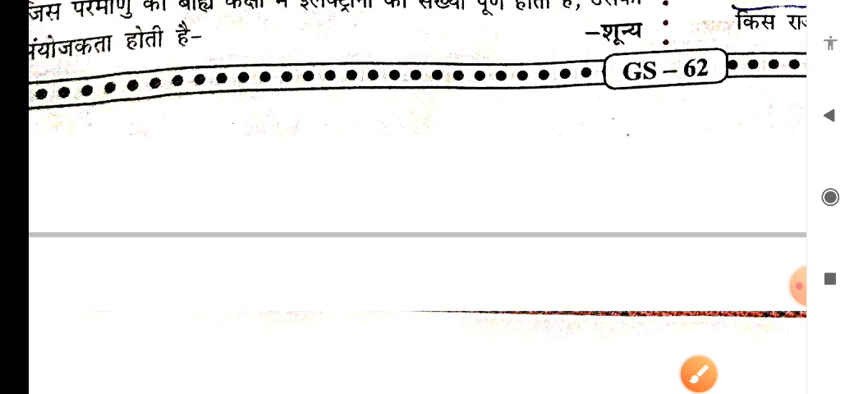 जिस परमाणु की बाह्य कक्षा में इलेक्ट्रॉनों की संख्या पूर्ण होती है, उसकी
संयोजकता होती है- -शून्य
किस
GS – 62